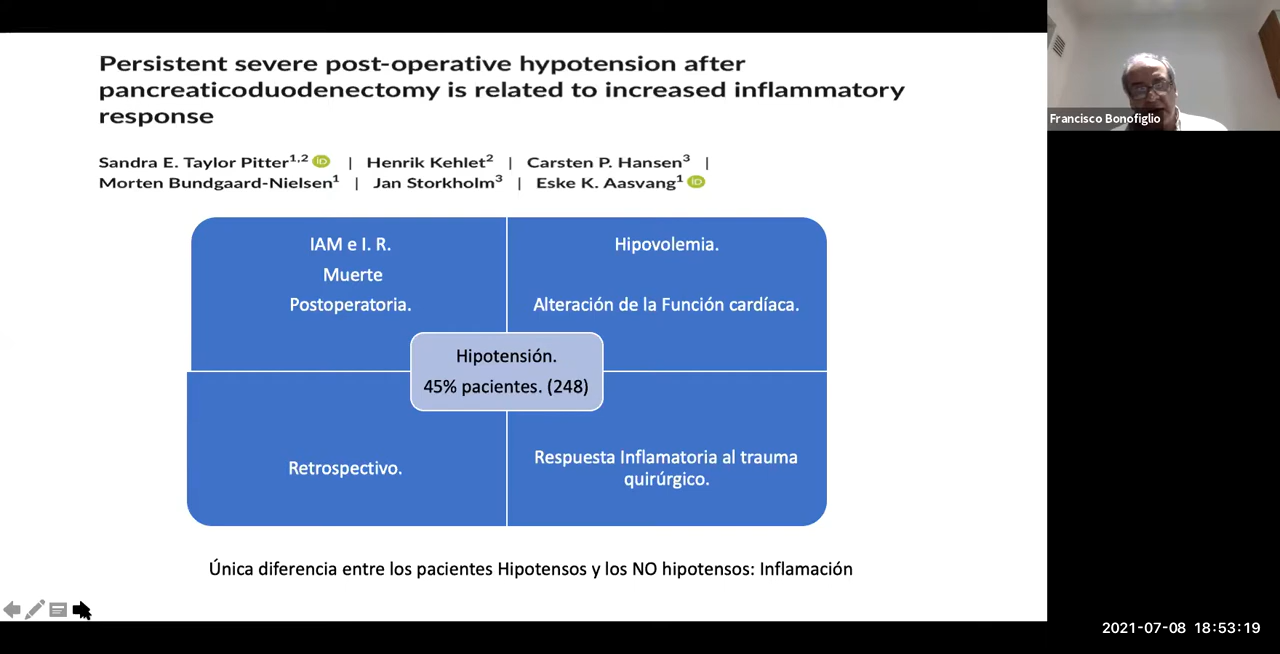 Persistent severe post-operative hypotension after
pancreaticoduodenectomy is related to increased inflammatory
response
Sandra E. Taylor Pitter1,2 iD | Henrik Kehlet2 | Carsten P. Hansen3 |
Morten Bundgaard-Nielsen1 | Jan Storkholm3 | Eske K. Aasvang1 iD
IAM e I. R.
Muerte
Postoperatoria.
Hipovolemia.
Alteración de la Función cardíaca.
Hipotensión.
45% pacientes. (248)
Retrospectivo.
Respuesta Inflamatoria al trauma
quirúrgico.
Única diferencia entre los pacientes Hipotensos y los NO hipotensos: Inflamación
Francisco Bonofiglio
2021-07-08 18:53:19